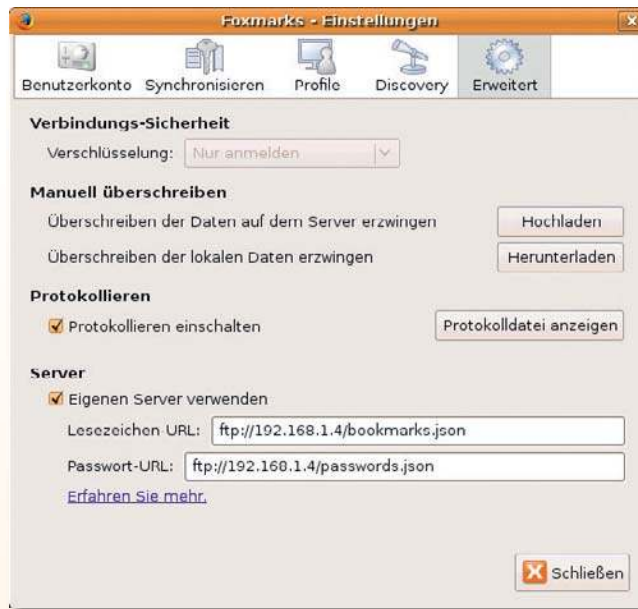 Foxmarks - Einstellungen
Benutzerkonto Synchronisieren Profile Discovery Erweitert
Verbindungs-Sicherheit
Verschlüsselung: Nur anmelden
Manuell überschreiben
Überschreiben der Daten auf dem Server erzwingen Hochladen
Überschreiben der lokalen Daten erzwingen Herunterladen
Protokollieren
Protokollieren einschalten Protokolldatei anzeigen
Server
Eigenen Server verwenden
Lesezeichen-URL: ftp://192.168.1.4/bookmarks.json
Passwort-URL: ftp://192.168.1.4/passwords.json
Erfahren Sie mehr.
Schließen